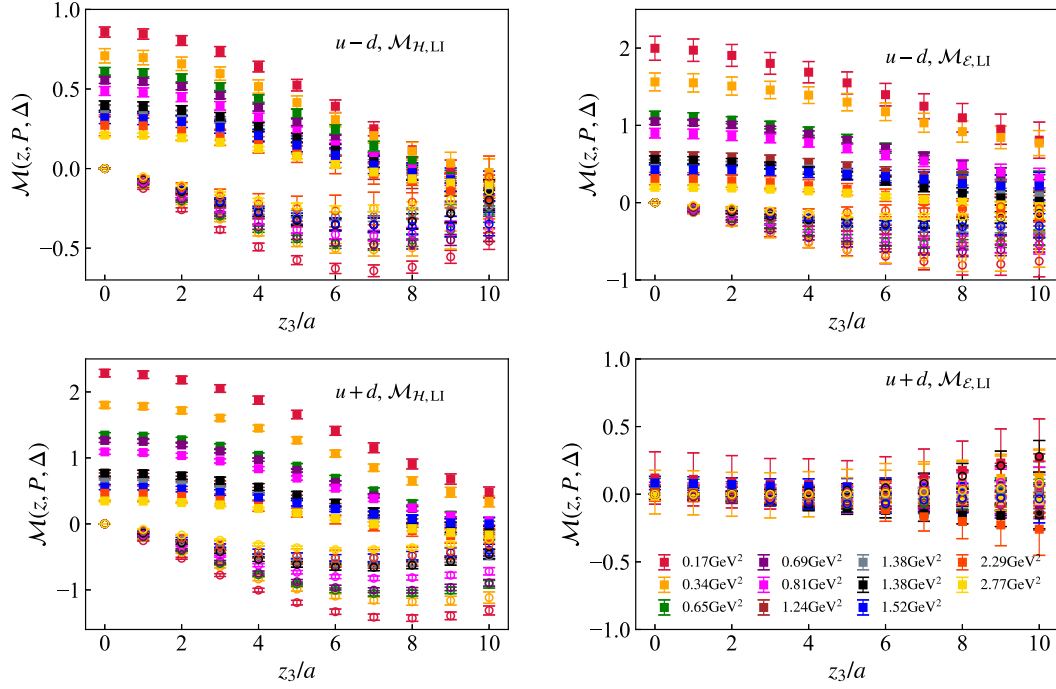 1.0
0.5
0.0
−0.5
0 2 4 6 8 10
z₃/a
ℳ(z, P, Δ)
u − d, ℳ_{ℋ,LI}
2
1
0
−1
0 2 4 6 8 10
z₃/a
ℳ(z, P, Δ)
u − d, ℳ_{ℰ,LI}
2
1
0
−1
0 2 4 6 8 10
z₃/a
ℳ(z, P, Δ)
u + d, ℳ_{ℋ,LI}
1.0
0.5
0.0
−0.5
−1.0
0 2 4 6 8 10
z₃/a
ℳ(z, P, Δ)
u + d, ℳ_{ℰ,LI}
0.17GeV² 0.69GeV² 1.38GeV² 2.29GeV²
0.34GeV² 0.81GeV² 1.38GeV² 2.77GeV²
0.65GeV² 1.24GeV² 1.52GeV²